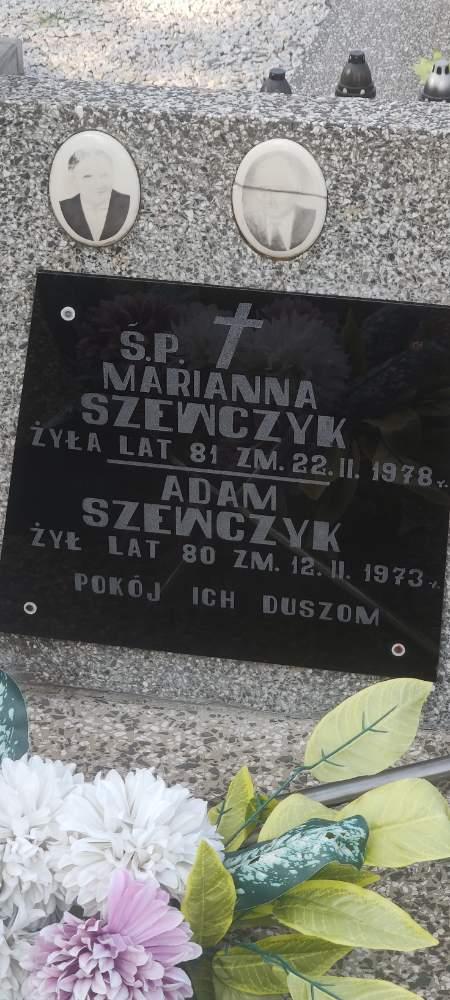 Ś.P.
MARIANNA
SZEWCZYK
ŻYŁA LAT 81 ZM. 22. II. 1978 r.
ADAM
SZEWCZYK
ŻYŁ LAT 80 ZM. 12. II. 1973 r.
POKÓJ ICH DUSZOM